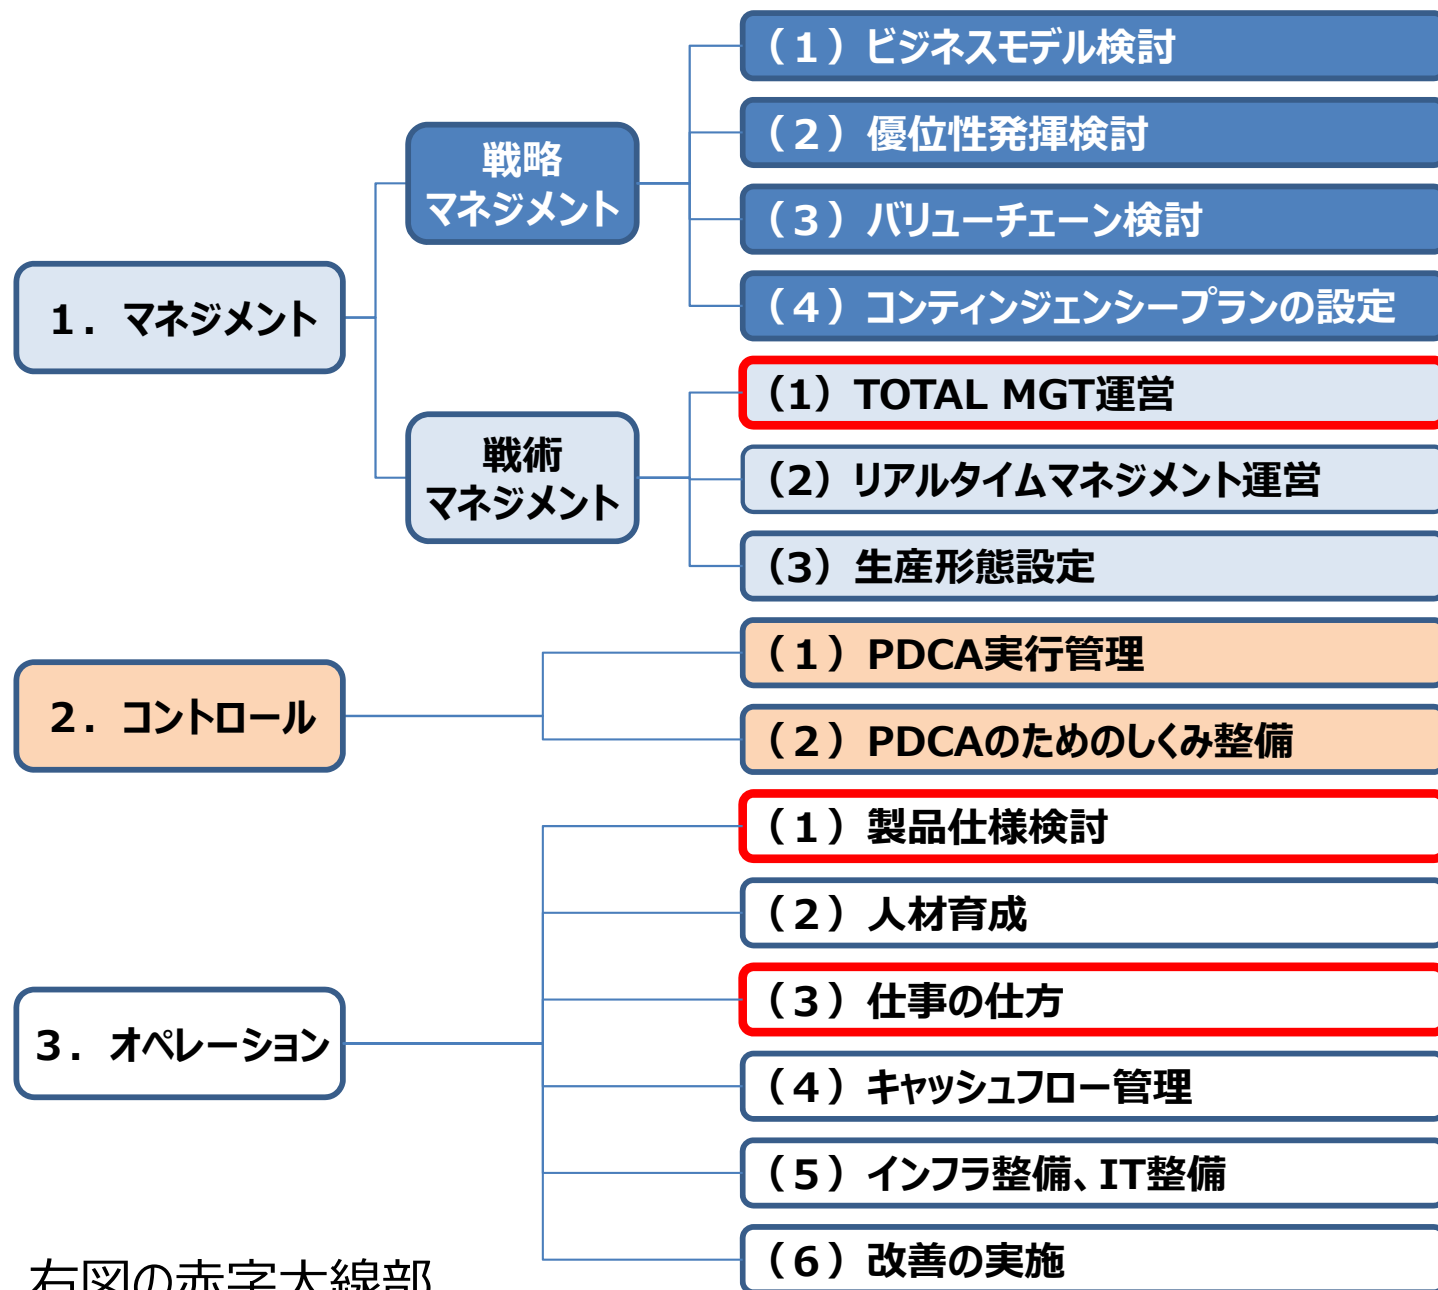 (1)ビジネスモデル検討
(2)優位性発揮検討
(3)バリューチェーン検討
(4)コンティンジェンシープランの設定
戦略
マネジメント
1. マネジメント
(1)TOTAL MGT運営
(2)リアルタイムマネジメント運営
(3)生産形態設定
戦術
マネジメント
2. コントロール
(1)PDCA実行管理
(2)PDCAのためのしくみ整備
3. オペレーション
(1)製品仕様検討
(2)人材育成
(3)仕事の仕方
(4)キャッシュフロー管理
(5)インフラ整備、IT整備
(6)改善の実施
右図の赤字太線部